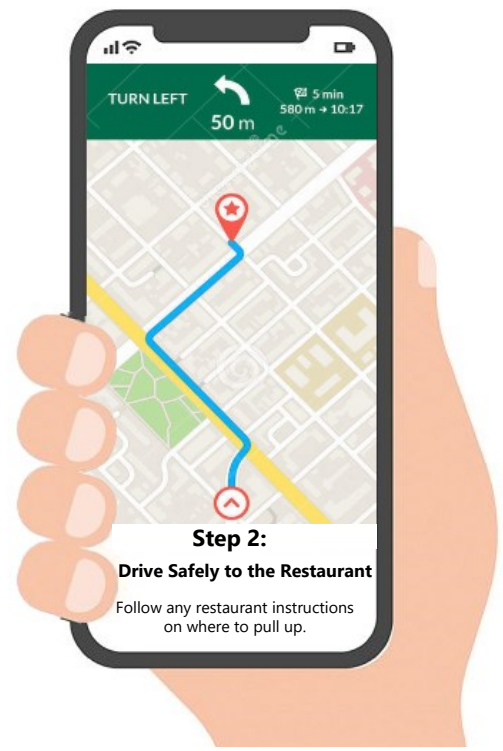 TURN LEFT
50 m
5 min
580 m → 10:17
Step 2:
Drive Safely to the Restaurant
Follow any restaurant instructions
on where to pull up.